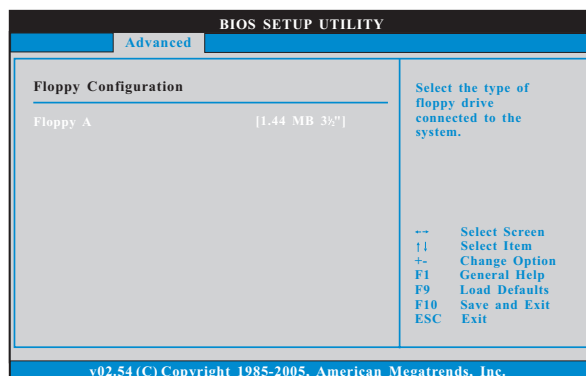 BIOS SETUP UTILITY
Advanced
Floppy Configuration
Floppy A [1.44 MB 3½"]
Select the type of
floppy drive
connected to the
system.
←→ Select Screen
↑↓ Select Item
+- Change Option
F1 General Help
F9 Load Defaults
F10 Save and Exit
ESC Exit
v02.54 (C) Copyright 1985-2005, American Megatrends, Inc.